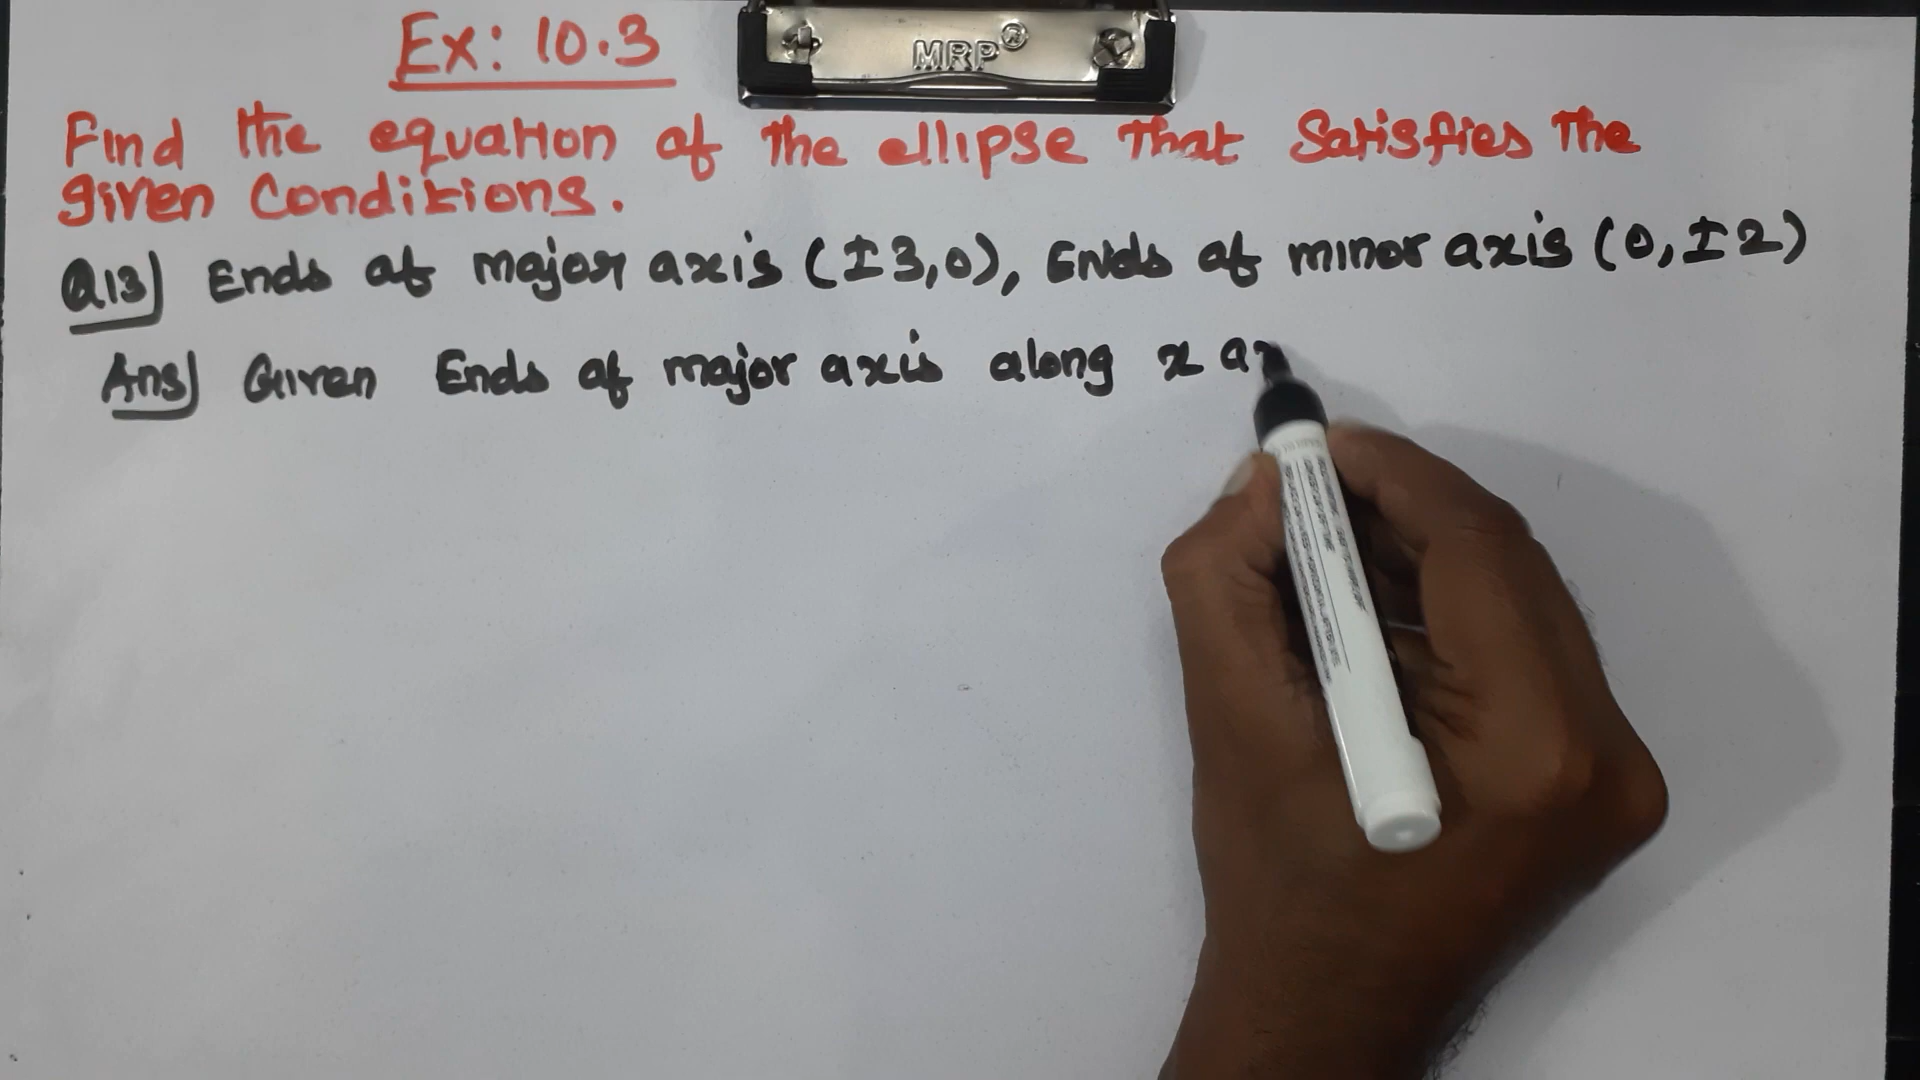 MRP®
Ex: 10.3
Find the equation of the ellipse that satisfies the
given conditions.
Q13) Ends of major axis (±3,0), Ends of minor axis (0,±2)
Ans) Given Ends of major axis along x ax